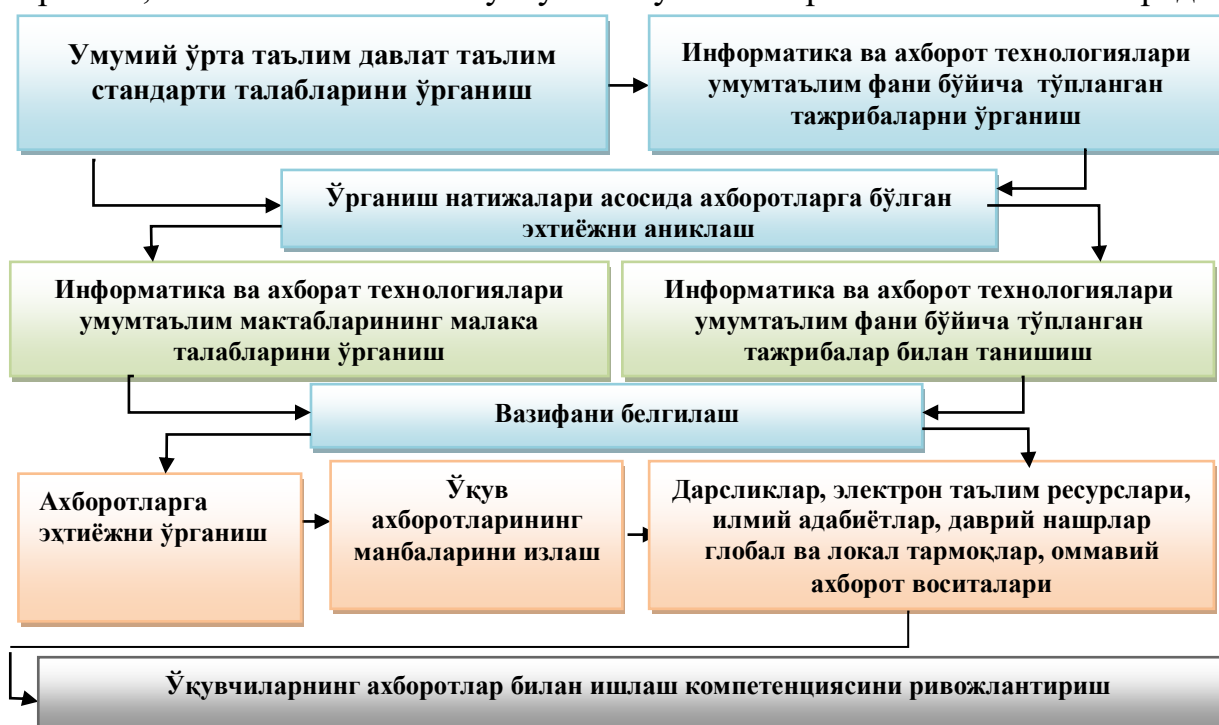 Умумий ўрта таълим давлат таълим
стандарти талабларини ўрганиш
Информатика ва ахборот технологиялари
умумтаълим фани бўйича тўпланган
тажрибаларни ўрганиш
Ўрганиш натижалари асосида ахборотларга бўлган
эхтиёжни аниклаш
Информатика ва ахборат технологиялари
умумтаълим мактабларининг малака
талабларини ўрганиш
Информатика ва ахборот технологиялари
умумтаълим фани бўйича тўпланган
тажрибалар билан танишиш
Вазифани белгилаш
Ахборотларга
эҳтиёжни ўрганиш
Ўқув
ахборотларининг
манбаларини излаш
Дарсликлар, электрон таълим ресурслари,
илмий адабиётлар, даврий нашрлар
глобал ва локал тармоқлар, оммавий
ахборот воситалари
Ўқувчиларнинг ахборотлар билан ишлаш компетенциясини ривожлантириш